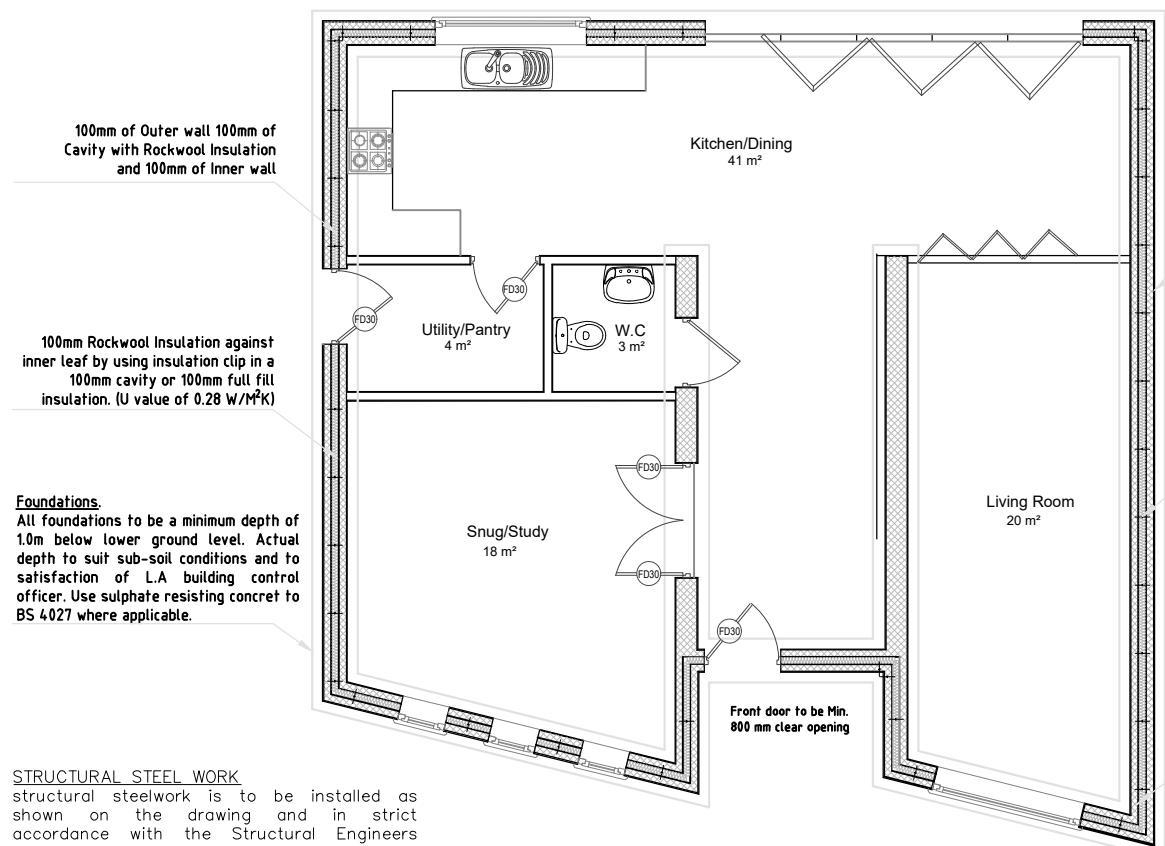 100mm of Outer wall 100mm of
Cavity with Rockwool Insulation
and 100mm of Inner wall
Kitchen/Dining
41 m²
FD30
FD30
Utility/Pantry
4 m²
W.C
3 m²
100mm Rockwool Insulation against
inner leaf by using insulation clip in a
100mm cavity or 100mm full fill
insulation. (U value of 0.28 W/M²K)
FD30
Snug/Study
18 m²
FD30
Living Room
20 m²
Foundations.
All foundations to be a minimum depth of
1.0m below lower ground level. Actual
depth to suit sub-soil conditions and to
satisfaction of L.A building control
officer. Use sulphate resisting concret to
BS 4027 where applicable.
FD30
Front door to be Min.
800 mm clear opening
STRUCTURAL STEEL WORK
structural steelwork is to be installed as
shown on the drawing and in strict
accordance with the Structural Engineers